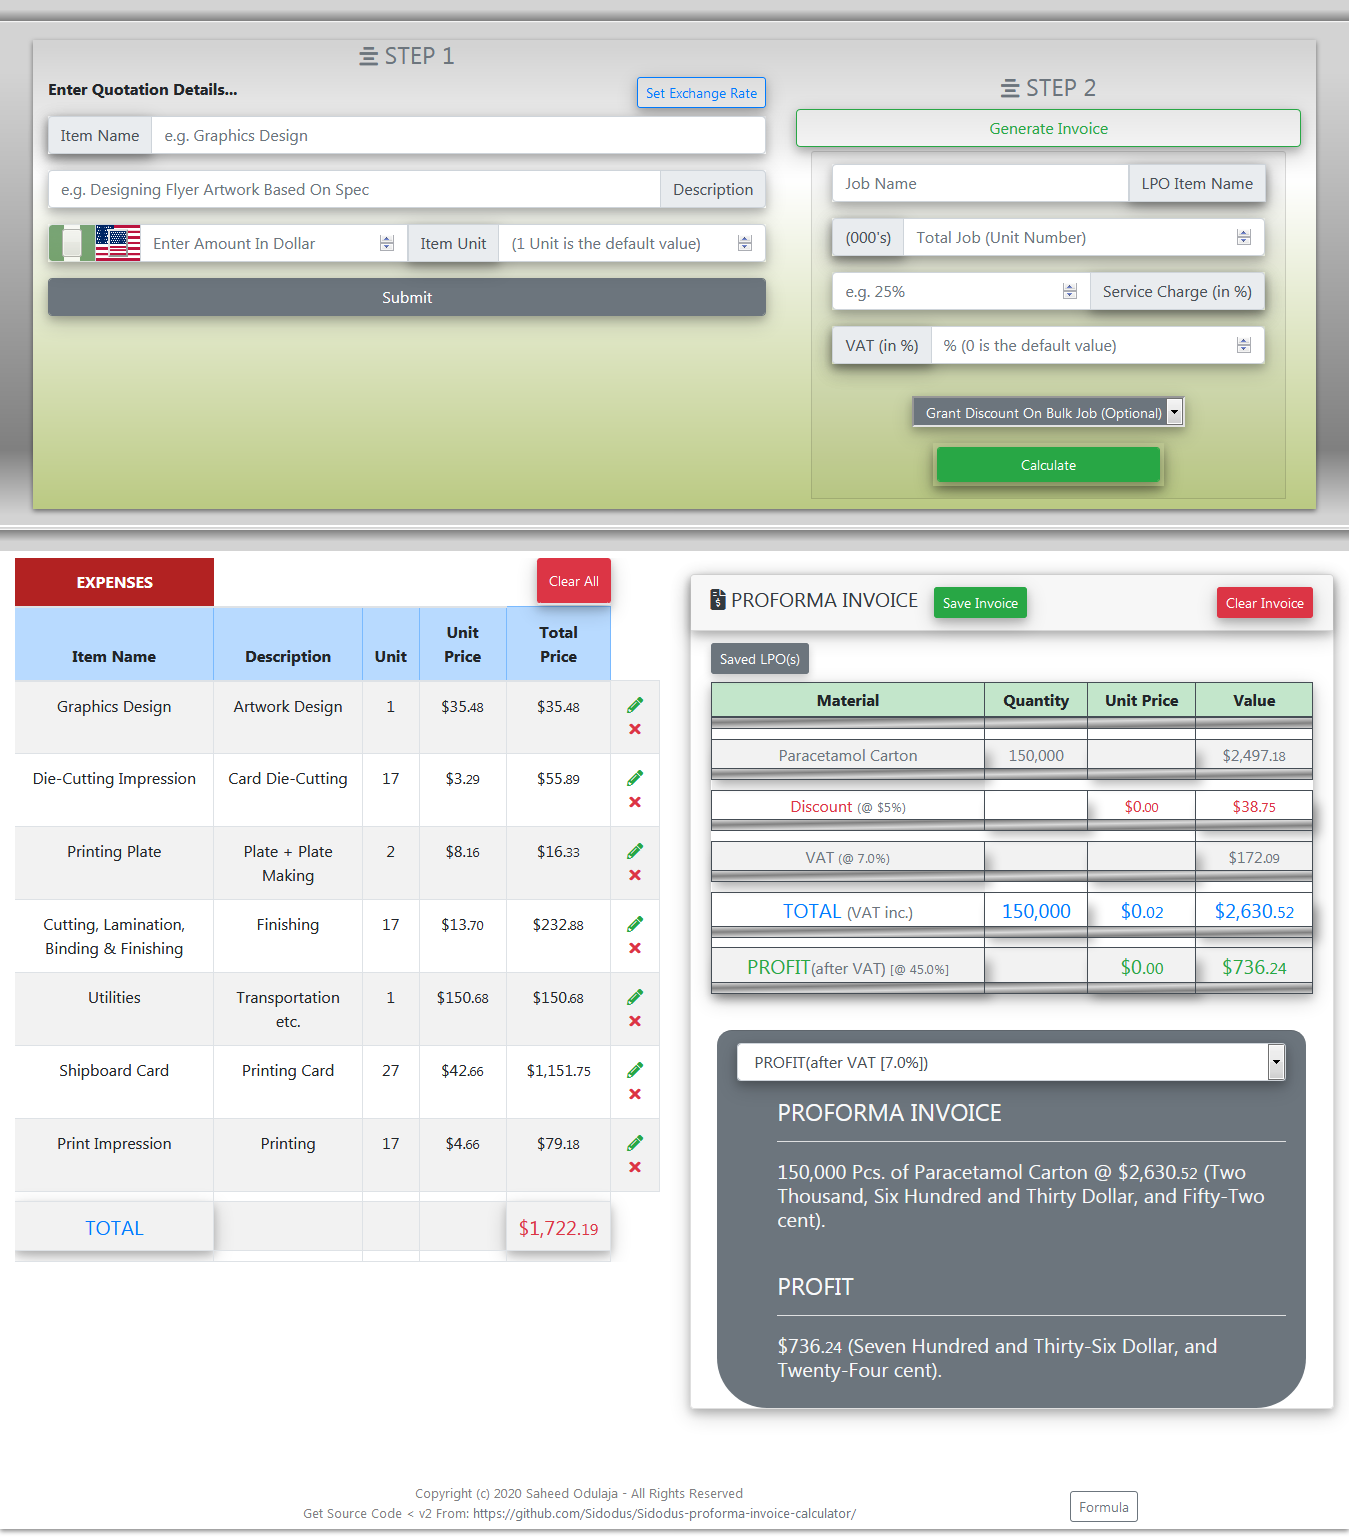 STEP 1
Enter Quotation Details...
Set Exchange Rate
Item Name
e.g. Graphics Design
e.g. Designing Flyer Artwork Based On Spec
Description
Enter Amount In Dollar
Item Unit
(1 Unit is the default value)
Submit
STEP 2
Generate Invoice
Job Name
LPO Item Name
(000's)
Total Job (Unit Number)
e.g. 25%
Service Charge (in %)
VAT (in %)
% (0 is the default value)
Grant Discount On Bulk Job (Optional)
Calculate
EXPENSES
Clear All
Item Name Description Unit Unit Price Total Price
Graphics Design Artwork Design 1 $35.48 $35.48
Die-Cutting Impression Card Die-Cutting 17 $3.29 $55.89
Printing Plate Plate + Plate Making 2 $8.16 $16.33
Cutting, Lamination, Binding & Finishing Finishing 17 $13.70 $232.88
Utilities Transportation etc. 1 $150.68 $150.68
Shipboard Card Printing Card 27 $42.66 $1,151.75
Print Impression Printing 17 $4.66 $79.18
TOTAL $1,722.19
PROFORMA INVOICE
Save Invoice
Clear Invoice
Saved LPO(s)
Material Quantity Unit Price Value
Paracetamol Carton 150,000 $2,497.18
Discount (@ $5%) $0.00 $38.75
VAT (@ 7.0%) $172.09
TOTAL (VAT inc.) 150,000 $0.02 $2,630.52
PROFIT(after VAT) [@ 45.0%] $0.00 $736.24
PROFIT(after VAT [7.0%])
PROFORMA INVOICE
150,000 Pcs. of Paracetamol Carton @ $2,630.52 (Two
Thousand, Six Hundred and Thirty Dollar, and Fifty-Two
cent).
PROFIT
$736.24 (Seven Hundred and Thirty-Six Dollar, and
Twenty-Four cent).
Copyright (c) 2020 Saheed Odulaja - All Rights Reserved
Get Source Code < v2 From: https://github.com/Sidodus/Sidodus-proforma-invoice-calculator/
Formula